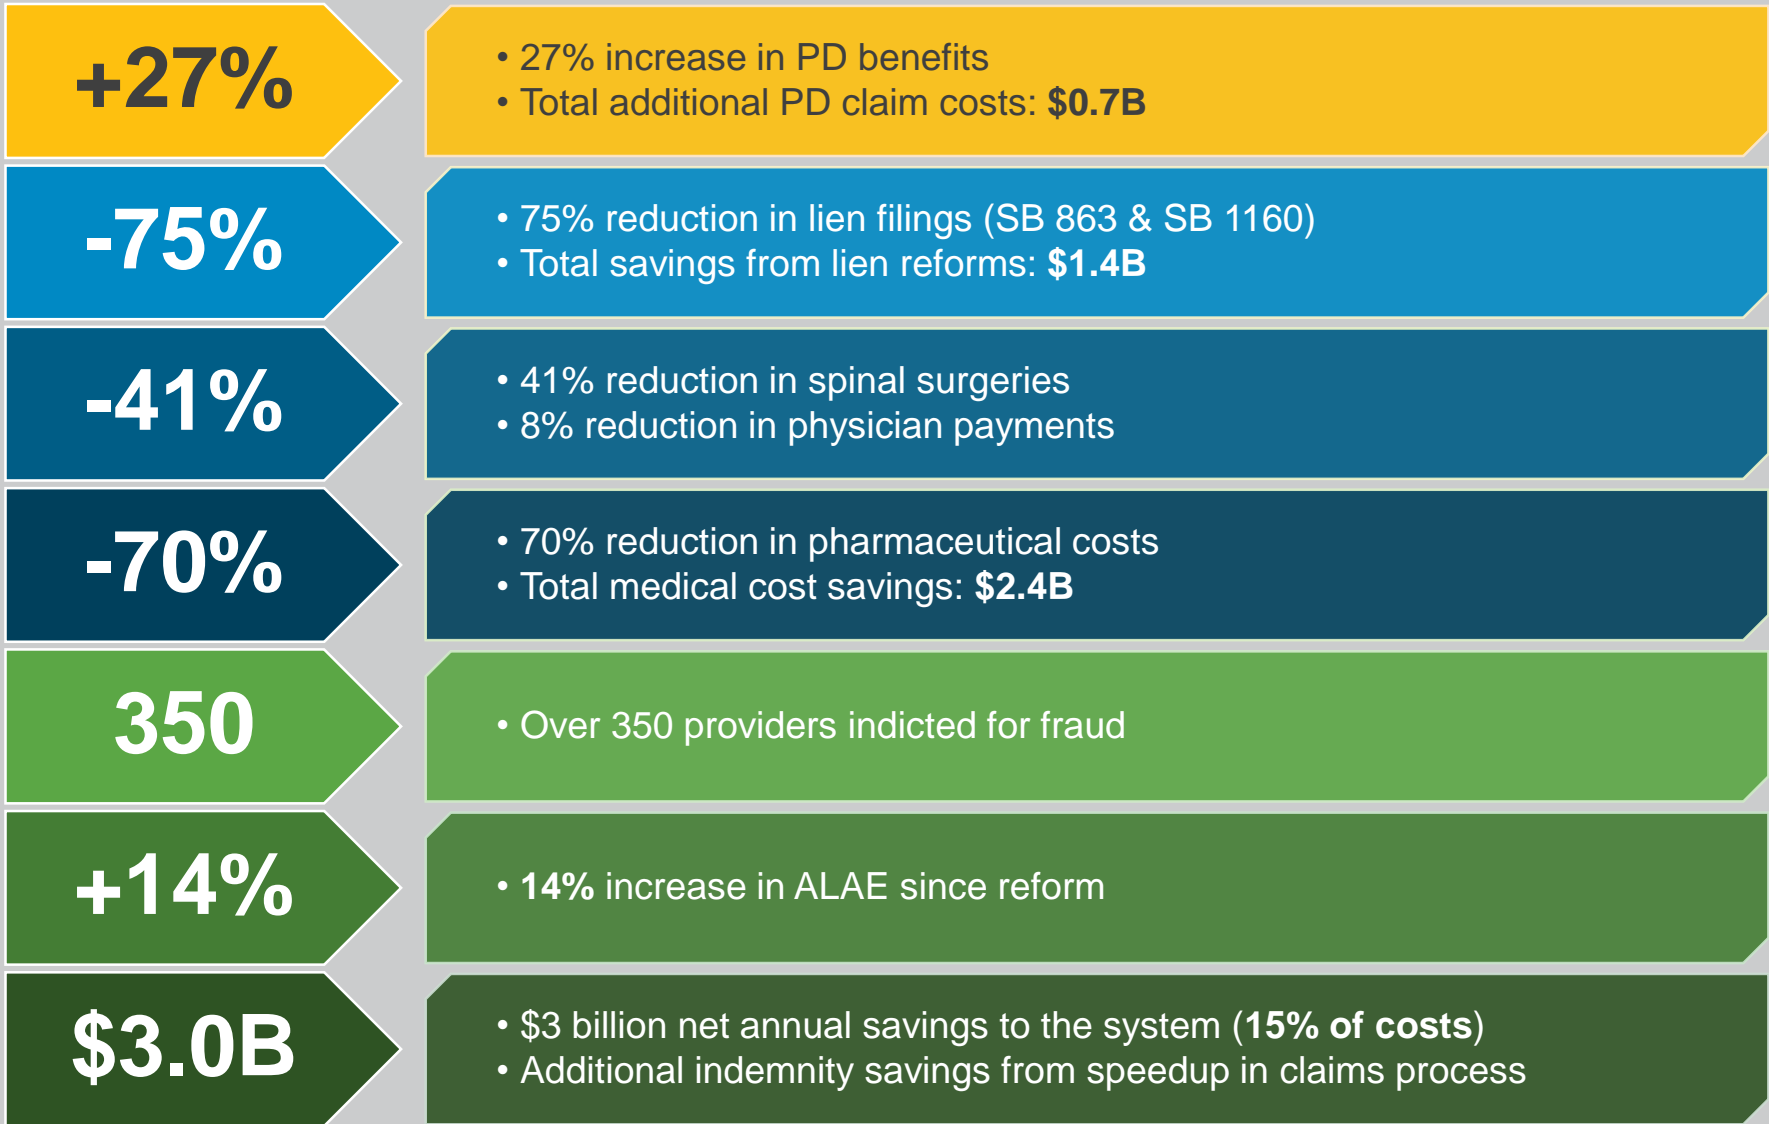 +27%
• 27% increase in PD benefits
• Total additional PD claim costs: $0.7B
-75%
• 75% reduction in lien filings (SB 863 & SB 1160)
• Total savings from lien reforms: $1.4B
-41%
• 41% reduction in spinal surgeries
• 8% reduction in physician payments
-70%
• 70% reduction in pharmaceutical costs
• Total medical cost savings: $2.4B
350
• Over 350 providers indicted for fraud
+14%
• 14% increase in ALAE since reform
$3.0B
• $3 billion net annual savings to the system (15% of costs)
• Additional indemnity savings from speedup in claims process